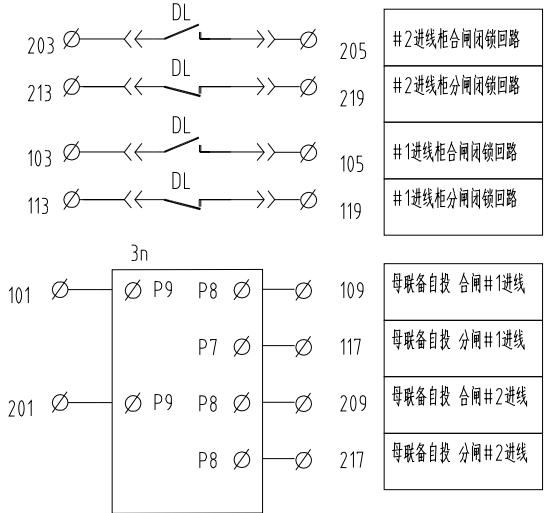 DL
203 205 #2进线柜合闸闭锁回路
DL
213 219 #2进线柜分闸闭锁回路
DL
103 105 #1进线柜合闸闭锁回路
DL
113 119 #1进线柜分闸闭锁回路
3n
101 P9 P8 109 母联备自投 合闸#1进线
P7 117 母联备自投 分闸#1进线
201 P9 P8 209 母联备自投 合闸#2进线
P8 217 母联备自投 分闸#2进线